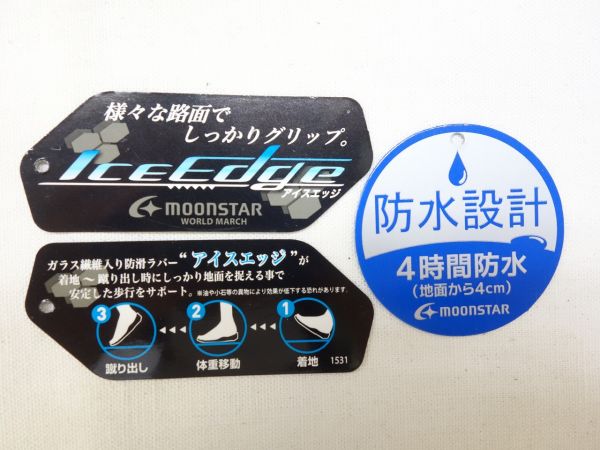 様々な路面で
しっかりグリップ。
IceEdge
アイスエッジ
MOONSTAR
WORLD MARCH
ガラス繊維入り防滑ラバー“アイスエッジ”が
着地～蹴り出し時にしっかり地面を捉える事で
安定した歩行をサポート。※油や小石等の異物により効果が低下する恐れがあります。
3 2 1
蹴り出し 体重移動 着地
1531
防水設計
4時間防水
(地面から4cm)
MOONSTAR